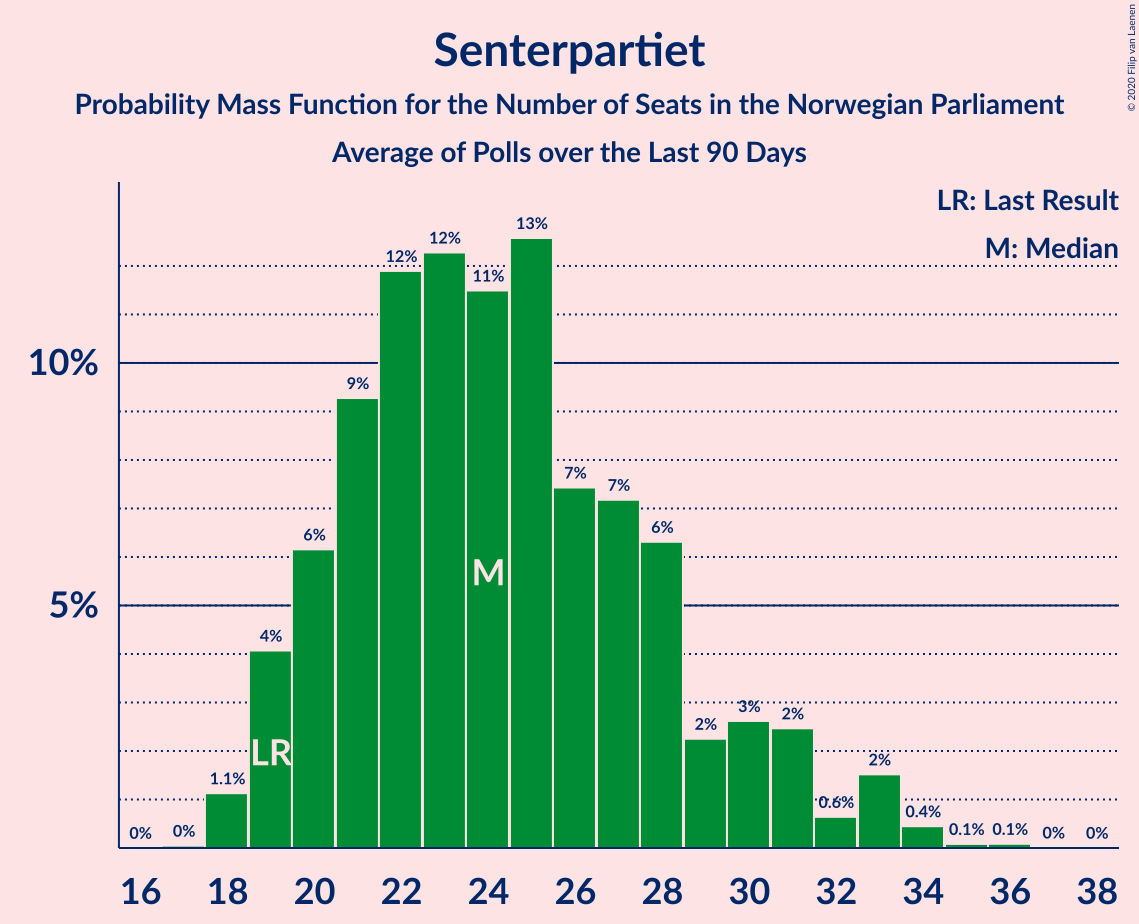 Senterpartiet
Probability Mass Function for the Number of Seats in the Norwegian Parliament
Average of Polls over the Last 90 Days
© 2020 Filip van Laenen
LR: Last Result
M: Median
10%
5%
0%
0%
1.1%
4%
6%
9%
12%
12%
11%
13%
7%
7%
6%
2%
3%
2%
0.6%
2%
0.4%
0.1%
0.1%
0%
0%
LR
M
16 18 20 22 24 26 28 30 32 34 36 38